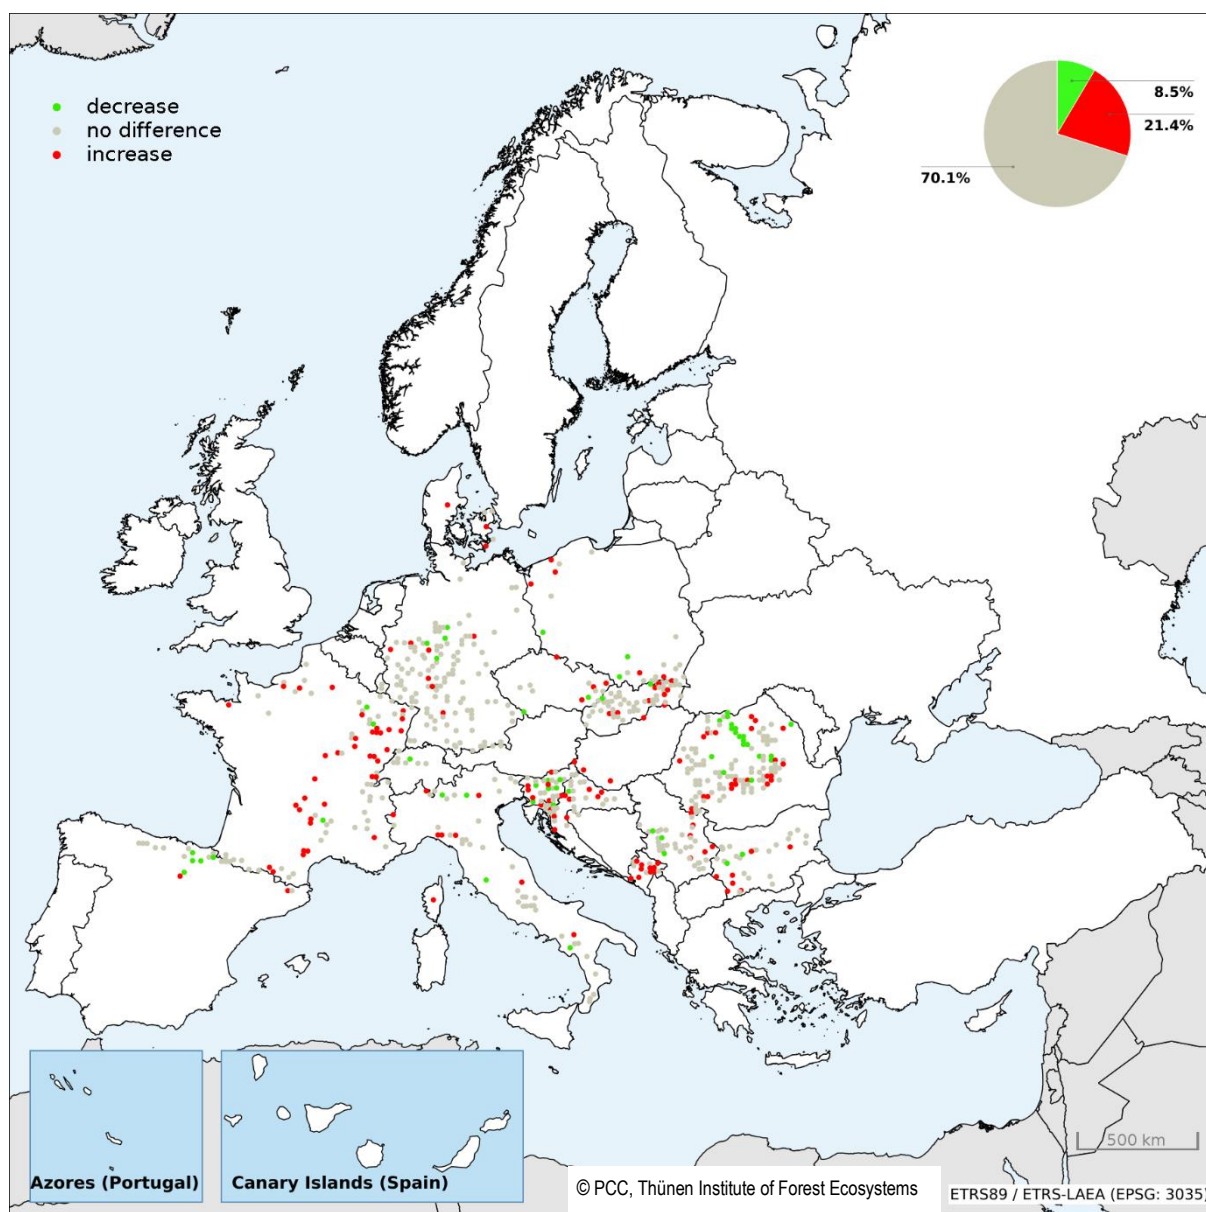 decrease
no difference
increase
8.5%
21.4%
70.1%
500 km
Azores (Portugal)
Canary Islands (Spain)
© PCC, Thünen Institute of Forest Ecosystems
ETRS89 / ETRS-LAEA (EPSG: 3035)